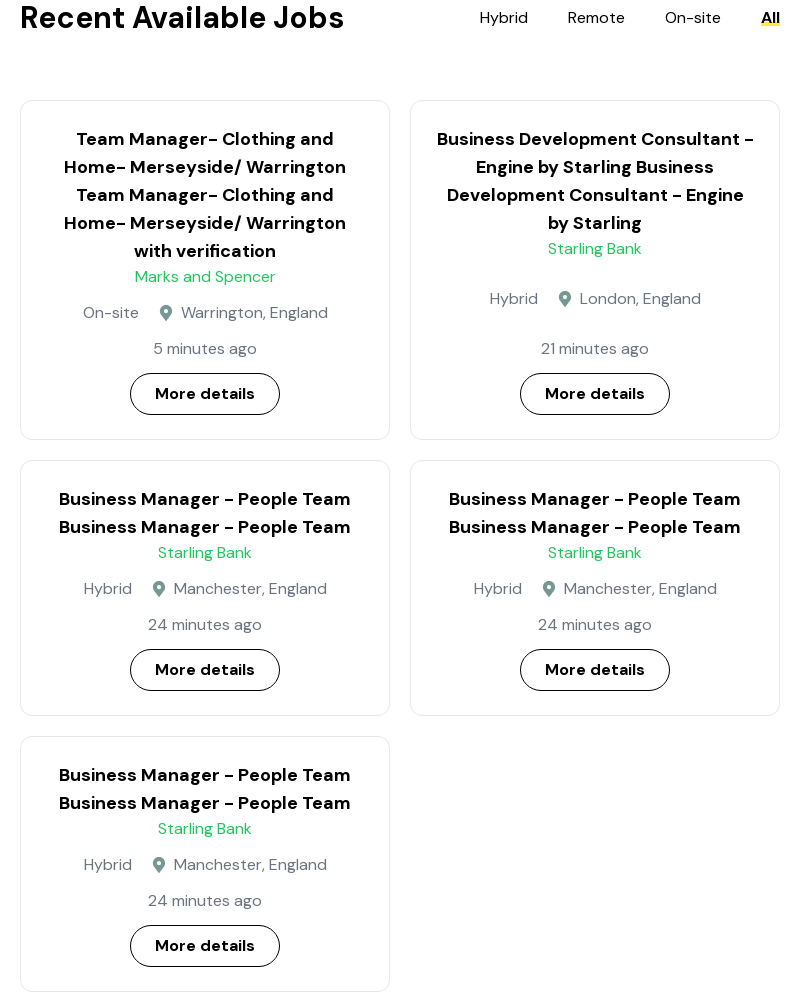 Recent Available Jobs
Hybrid Remote On-site All
Team Manager- Clothing and
Home- Merseyside/ Warrington
Team Manager- Clothing and
Home- Merseyside/ Warrington
with verification
Marks and Spencer
On-site Warrington, England
5 minutes ago
More details
Business Development Consultant -
Engine by Starling Business
Development Consultant - Engine
by Starling
Starling Bank
Hybrid London, England
21 minutes ago
More details
Business Manager - People Team
Business Manager - People Team
Starling Bank
Hybrid Manchester, England
24 minutes ago
More details
Business Manager - People Team
Business Manager - People Team
Starling Bank
Hybrid Manchester, England
24 minutes ago
More details
Business Manager - People Team
Business Manager - People Team
Starling Bank
Hybrid Manchester, England
24 minutes ago
More details